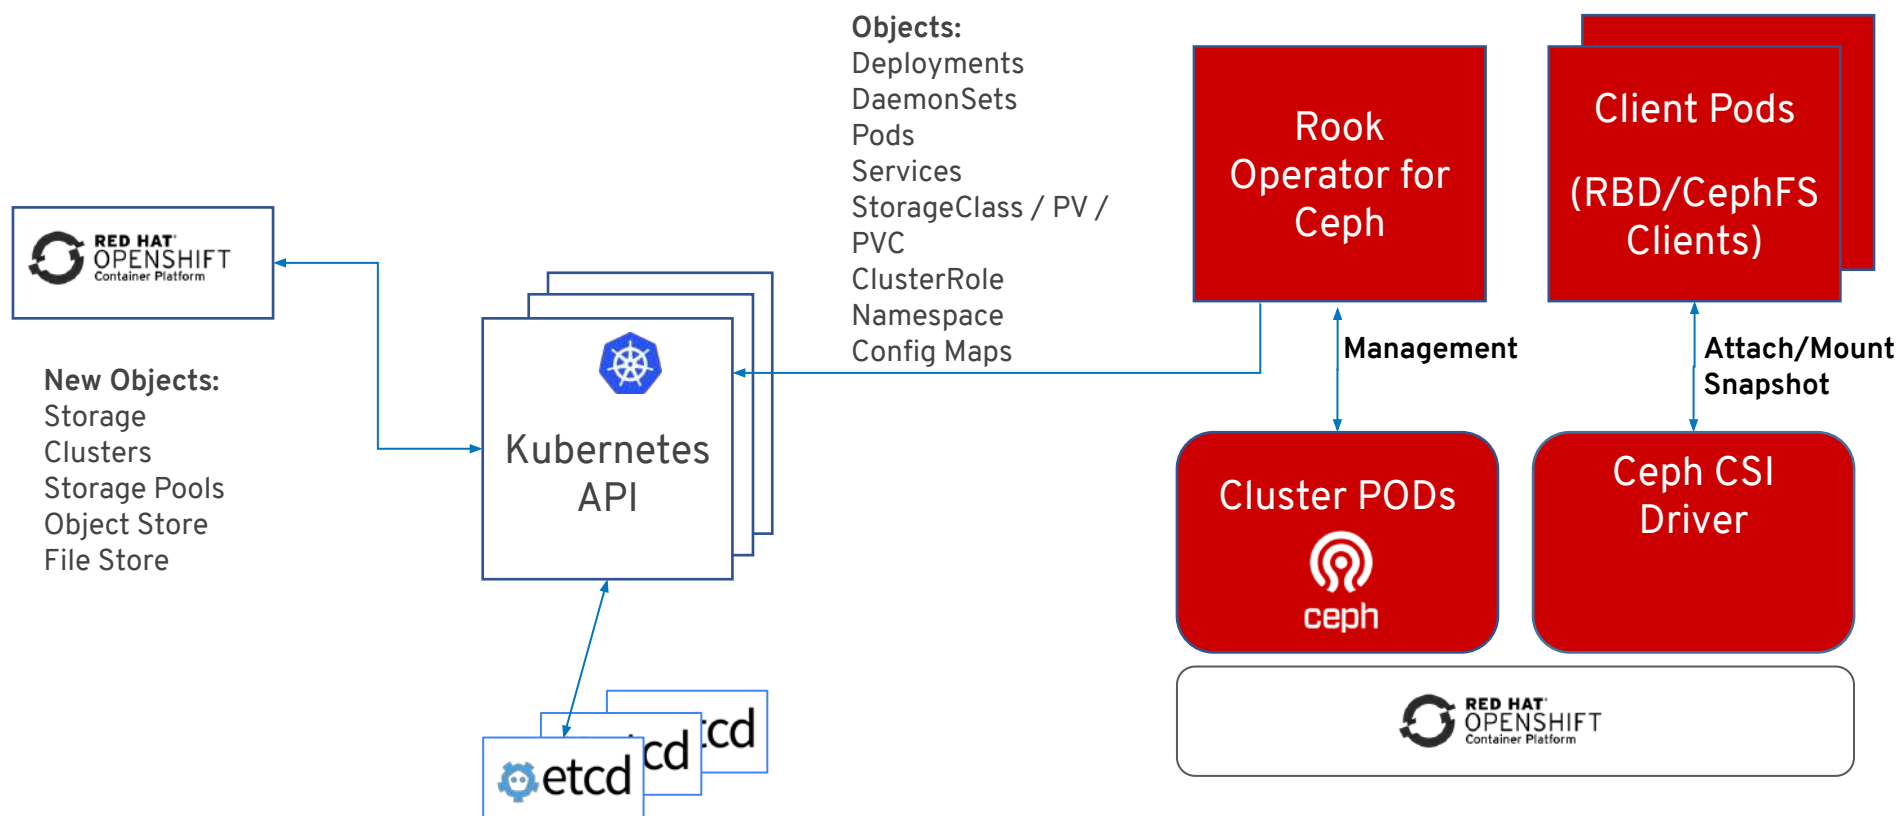 Objects:
Deployments
DaemonSets
Pods
Services
StorageClass / PV /
PVC
ClusterRole
Namespace
Config Maps
Rook
Operator for
Ceph
Client Pods
(RBD/CephFS
Clients)
RED HAT®
OPENSHIFT
Container Platform
New Objects:
Storage
Clusters
Storage Pools
Object Store
File Store
Kubernetes
API
Management
Attach/Mount
Snapshot
Cluster PODs
ceph
Ceph CSI
Driver
etcd
cd
tcd
RED HAT®
OPENSHIFT
Container Platform